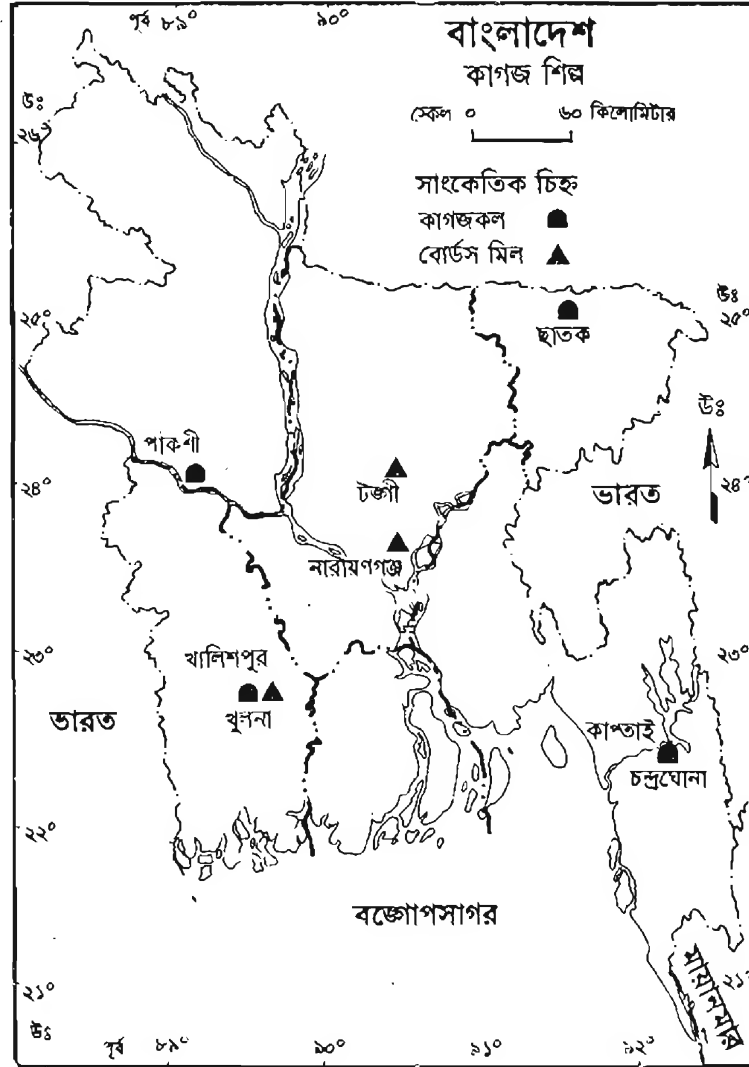 পূর্ব ৮৯° ৯০°
বাংলাদেশ
কাগজ শিল্প
স্কেল ০ ৬০ কিলোমিটার
উঃ
২৬°
সাংকেতিক চিহ্ন
কাগজকল
বোর্ডস মিল
২৫°
উঃ
২৫°
ছাতক
উঃ
পাকশী
২৪°
টঙ্গী
ভারত
২৪°
নারায়ণগঞ্জ
২৩°
খালিশপুর
২৩°
ভারত
খুলনা
কাপ্তাই
চন্দ্রঘোনা
২২°
বঙ্গোপসাগর
মায়ানমার
২১°
২১°
উঃ
পূর্ব ৮৯° ৯০° ৯১° ৯২°